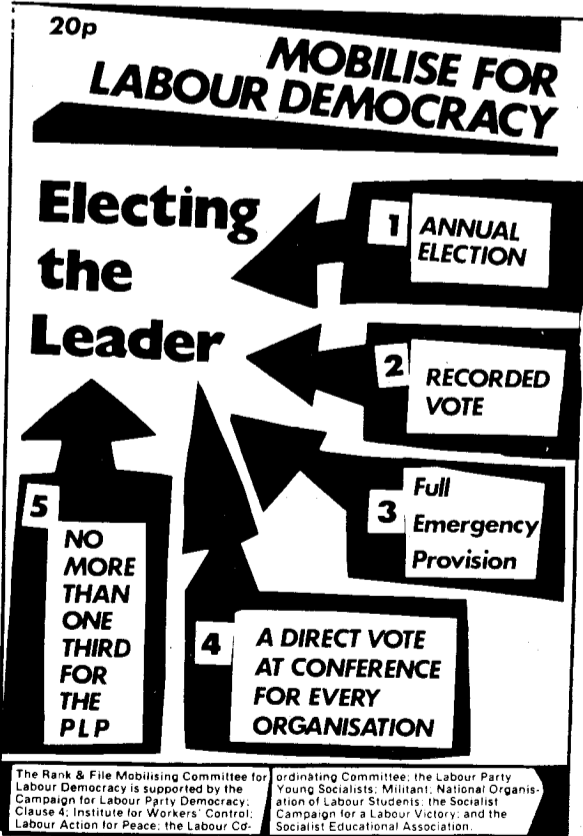 20p
MOBILISE FOR
LABOUR DEMOCRACY
Electing
the
Leader
1
ANNUAL
ELECTION
2
RECORDED
VOTE
3
Full
Emergency
Provision
4
A DIRECT VOTE
AT CONFERENCE
FOR EVERY
ORGANISATION
5
NO
MORE
THAN
ONE
THIRD
FOR
THE
PLP
The Rank & File Mobilising Committee for
Labour Democracy is supported by the
Campaign for Labour Party Democracy;
Clause 4; Institute for Workers' Control;
Labour Action for Peace; the Labour Co-
ordinating Committee; the Labour Party
Young Socialists; Militant; National Organis-
ation of Labour Students; the Socialist
Campaign for a Labour Victory; and the
Socialist Educational Association.